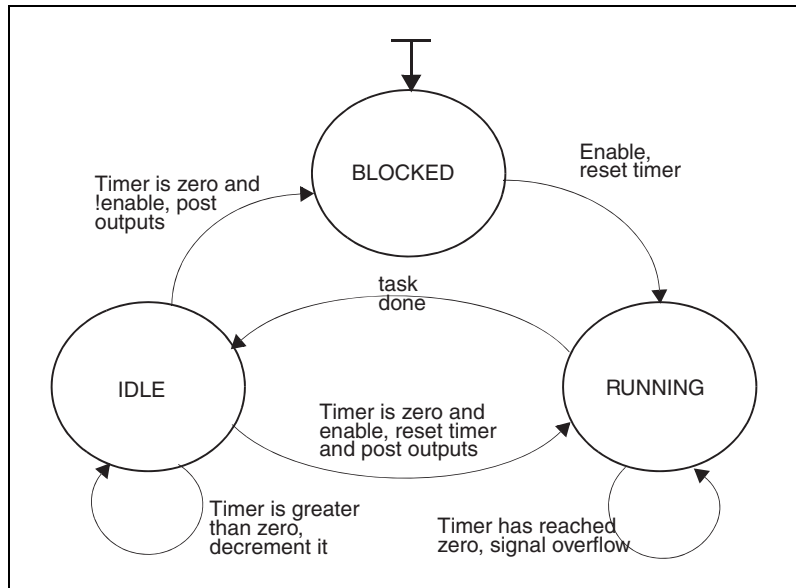 BLOCKED
Enable,
reset timer
Timer is zero and
!enable, post
outputs
task
done
IDLE
RUNNING
Timer is zero and
enable, reset timer
and post outputs
Timer is greater
than zero,
decrement it
Timer has reached
zero, signal overflow